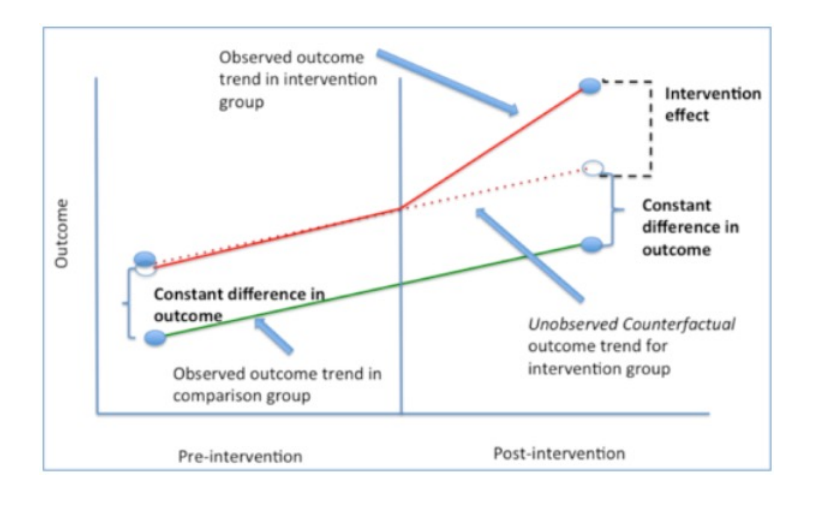 Observed outcome
trend in intervention
group
Intervention
effect
Constant
difference in
outcome
Outcome
Constant difference in
outcome
Unobserved Counterfactual
outcome trend for
intervention group
Observed outcome trend in
comparison group
Pre-intervention
Post-intervention